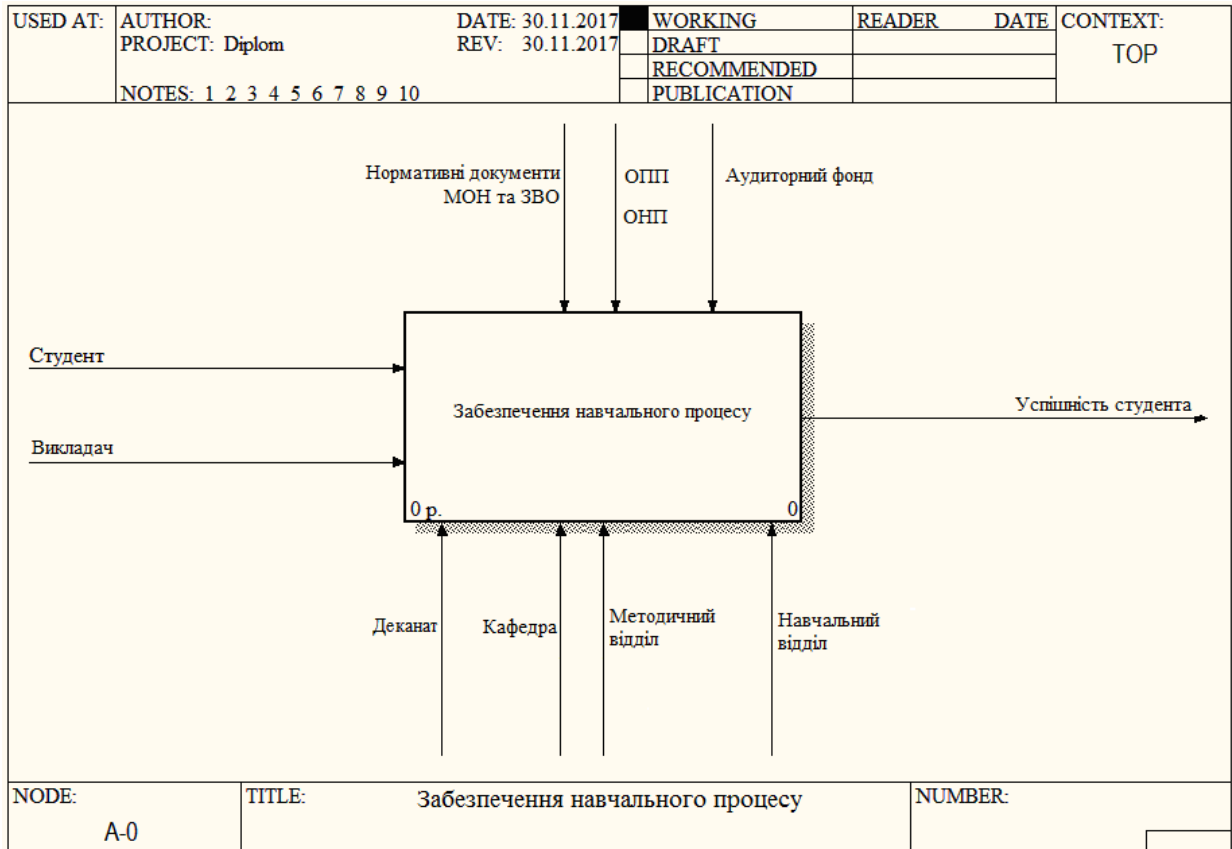 USED AT:
AUTHOR:
DATE: 30.11.2017
PROJECT: Diplom
REV: 30.11.2017
NOTES: 1 2 3 4 5 6 7 8 9 10
WORKING
DRAFT
RECOMMENDED
PUBLICATION
READER DATE
CONTEXT:
TOP
Нормативні документи
МОН та ЗВО
ОПП
ОНП
Аудиторний фонд
Студент
Викладач
Забезпечення навчального процесу
0 р.
0
Успішність студента
Деканат
Кафедра
Методичний
відділ
Навчальний
відділ
NODE:
A-0
TITLE:
Забезпечення навчального процесу
NUMBER: